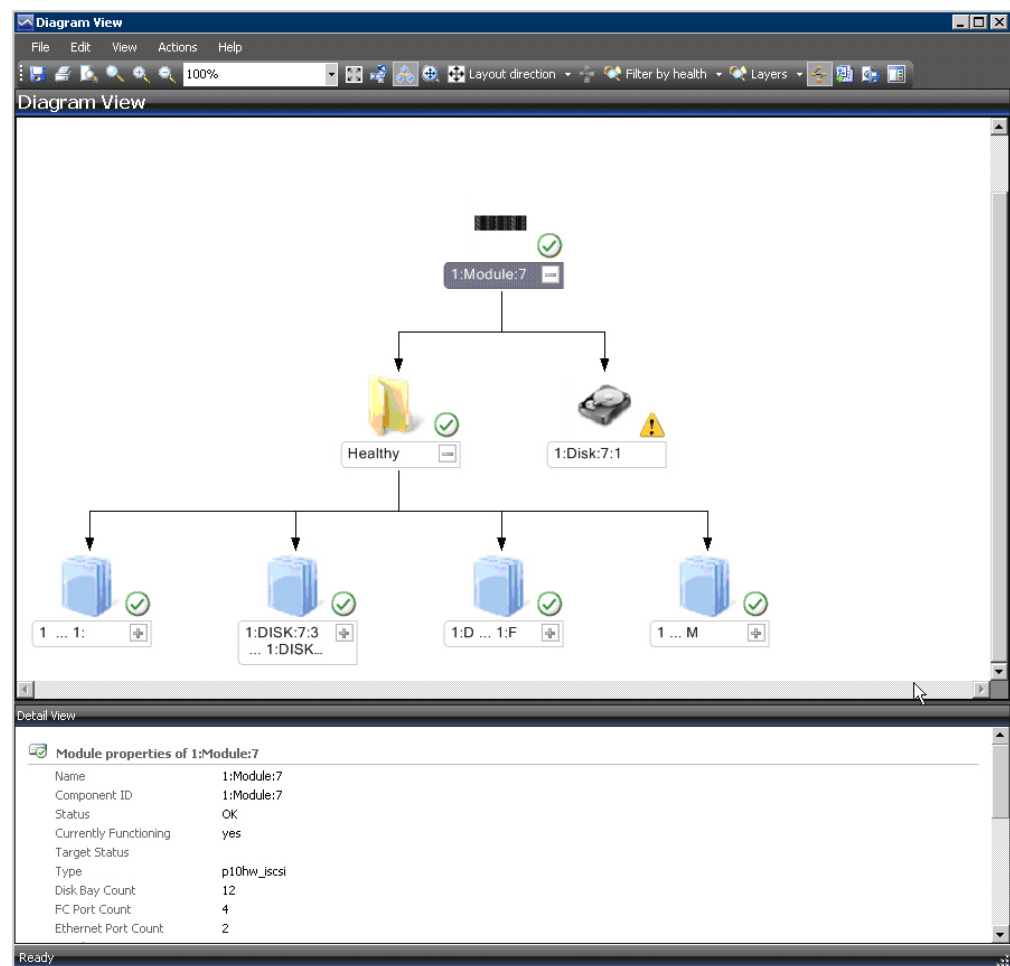 Diagram View
File Edit View Actions Help
100% Layout direction Filter by health Layers
Diagram View
1:Module:7
Healthy
1:Disk:7:1
1 ... 1:
1:DISK:7:3
... 1:DISK...
1:D ... 1:F
1 ... M
Detail View
Module properties of 1:Module:7
Name 1:Module:7
Component ID 1:Module:7
Status OK
Currently Functioning yes
Target Status
Type p10hw_iscsi
Disk Bay Count 12
FC Port Count 4
Ethernet Port Count 2
Ready